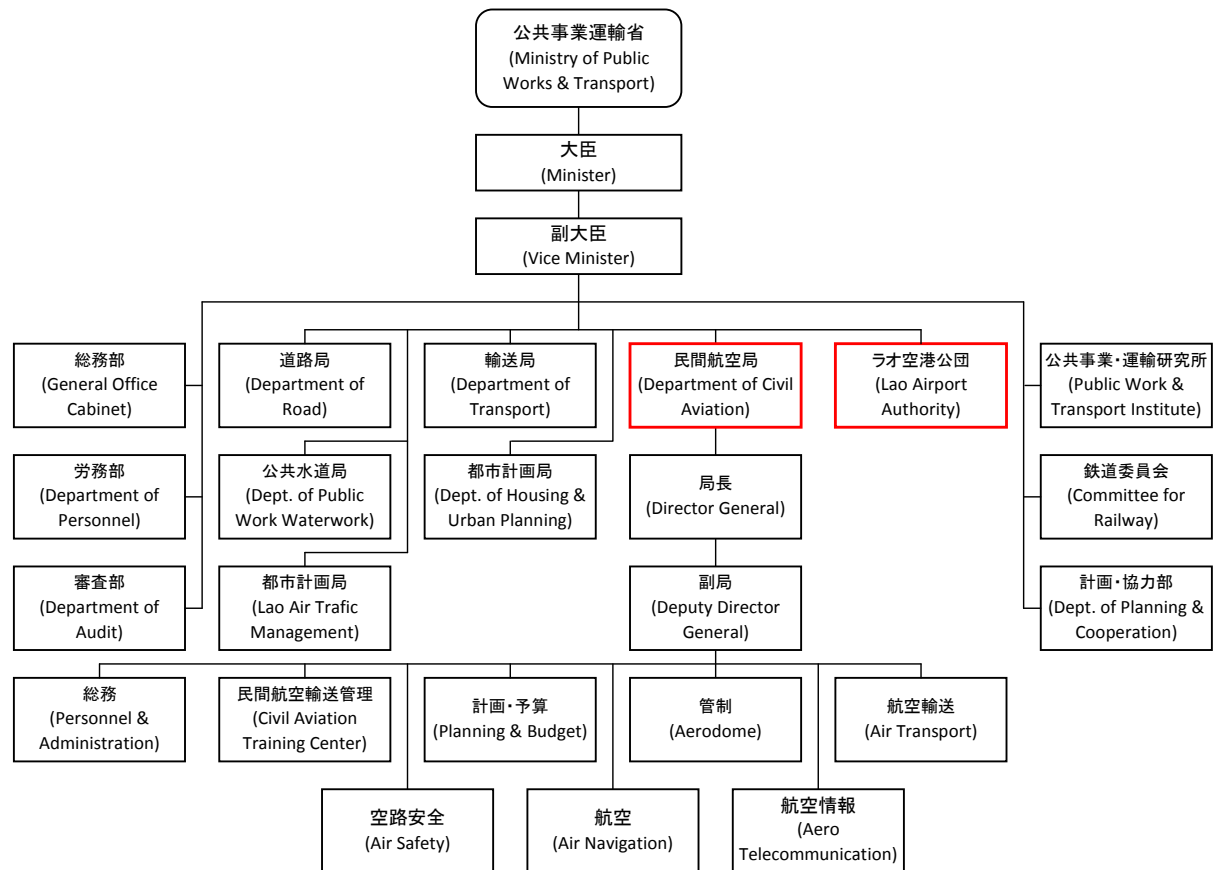 公共事業運輸省
(Ministry of Public
Works & Transport)
大臣
(Minister)
副大臣
(Vice Minister)
総務部
(General Office
Cabinet)
道路局
(Department of
Road)
輸送局
(Department of
Transport)
民間航空局
(Department of Civil
Aviation)
ラオ空港公団
(Lao Airport
Authority)
公共事業・運輸研究所
(Public Work &
Transport Institute)
労務部
(Department of
Personnel)
公共水道局
(Dept. of Public
Work Waterwork)
都市計画局
(Dept. of Housing &
Urban Planning)
局長
(Director General)
鉄道委員会
(Committee for
Railway)
審査部
(Department of
Audit)
都市計画局
(Lao Air Trafic
Management)
副局
(Deputy Director
General)
計画・協力部
(Dept. of Planning &
Cooperation)
総務
(Personnel &
Administration)
民間航空輸送管理
(Civil Aviation
Training Center)
計画・予算
(Planning & Budget)
管制
(Aerodome)
航空輸送
(Air Transport)
空路安全
(Air Safety)
航空
(Air Navigation)
航空情報
(Aero
Telecommunication)